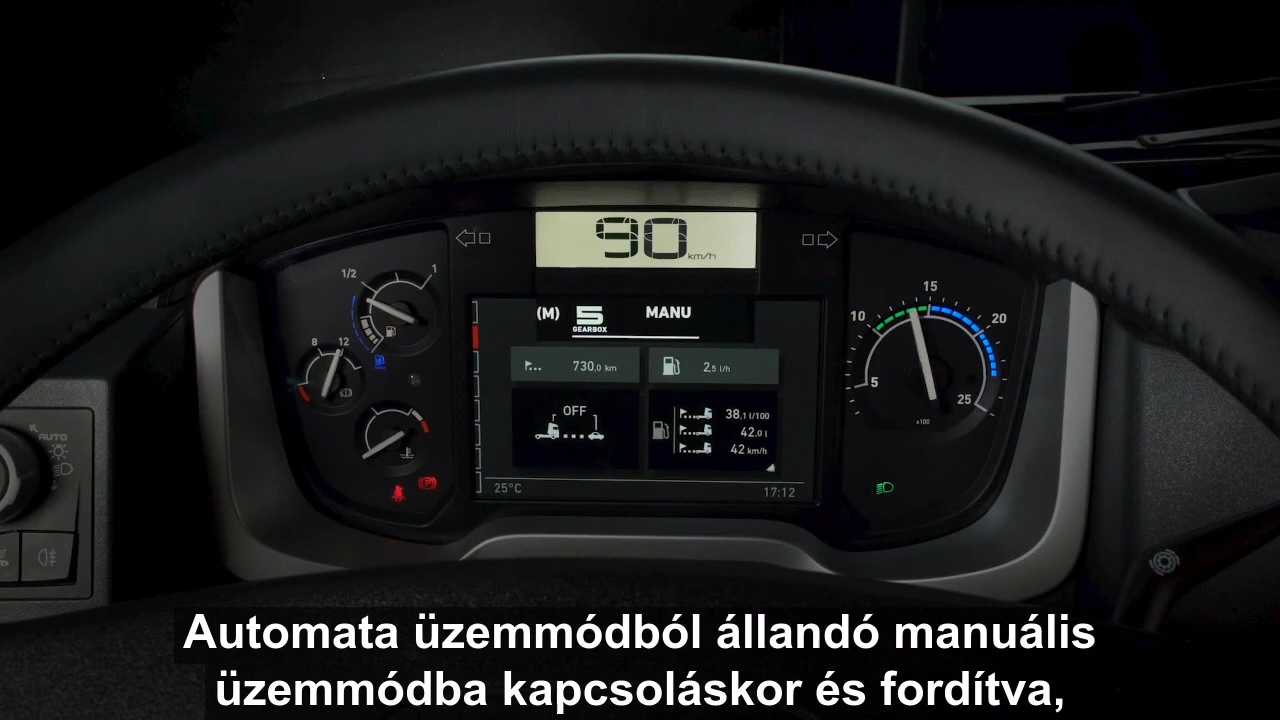 90 km/h
1/2
1
(M) 5 MANU
GEARBOX
8
12
730.0 km
2.5 l/h
OFF
38.1 l/100
42.0 l
42 km/h
25°C
17:12
5
10
15
20
25
x100
AUTO
Automata üzemmódból állandó manuális
üzemmódba kapcsoláskor és fordítva,